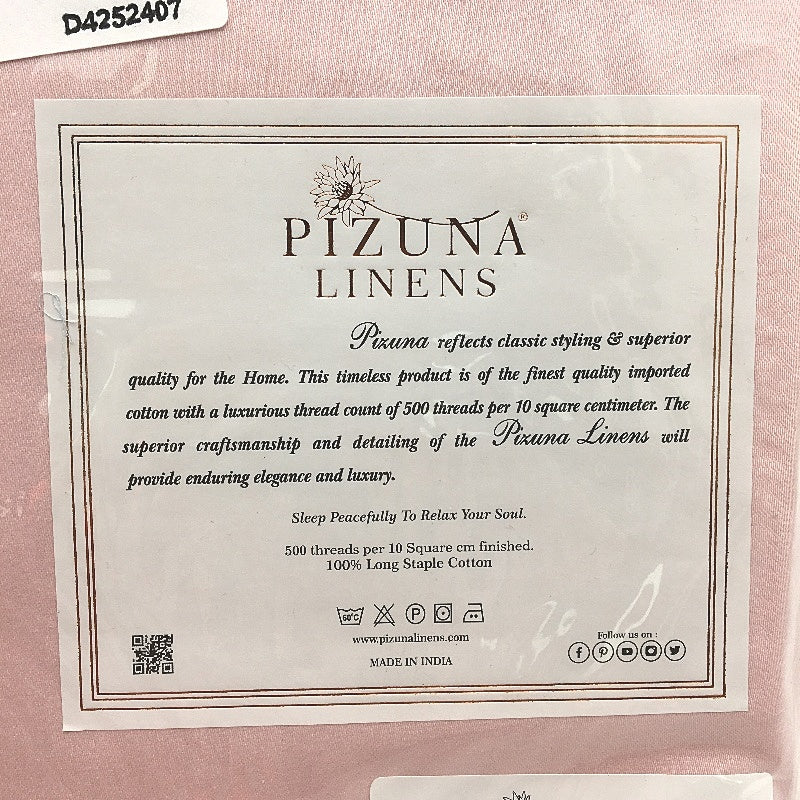 D4252407
PIZUNA®
LINENS
Pizuna reflects classic styling & superior
quality for the Home. This timeless product is of the finest quality imported
cotton with a luxurious thread count of 500 threads per 10 square centimeter. The
superior craftsmanship and detailing of the Pizuna Linens will
provide enduring elegance and luxury.
Sleep Peacefully To Relax Your Soul.
500 threads per 10 Square cm finished.
100% Long Staple Cotton
60°C P
www.pizunalinens.com
MADE IN INDIA
Follow us on :